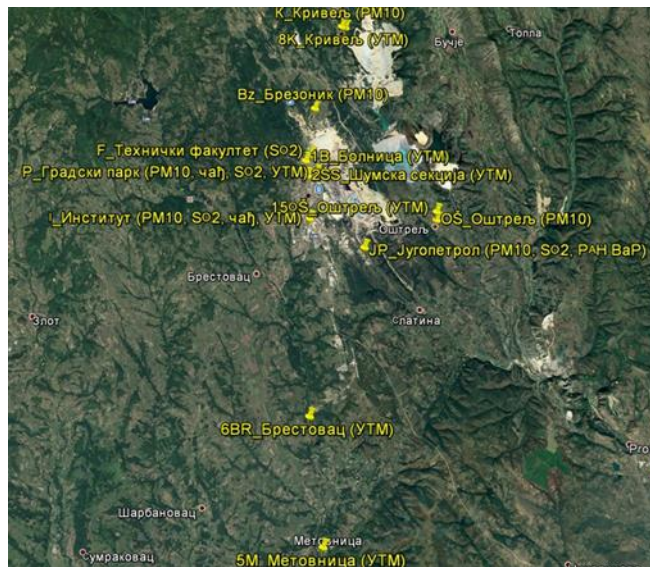 К_Кривељ (PM10)
Бучје
Топла
8К_Кривељ (УТМ)
Bz_Брезоник (PM10)
F_Технички факултет (SO2)
1B_Болница (УТМ)
P_Градски парк (PM10, чађ, SO2, УТМ)
2SS_Шумска секција (УТМ)
15OŠ_Оштрељ (УТМ)
I_Институт (PM10, SO2, чађ, УТМ)
OŠ_Оштрељ (PM10)
Оштрељ
JP_Југопетрол (PM10, SO2, PAH BaP)
Брестовац
Злот
Слатина
6BR_Брестовац (УТМ)
Pro
Шарбановац
Метовница
Сумраковац
5M_Метовница (УТМ)